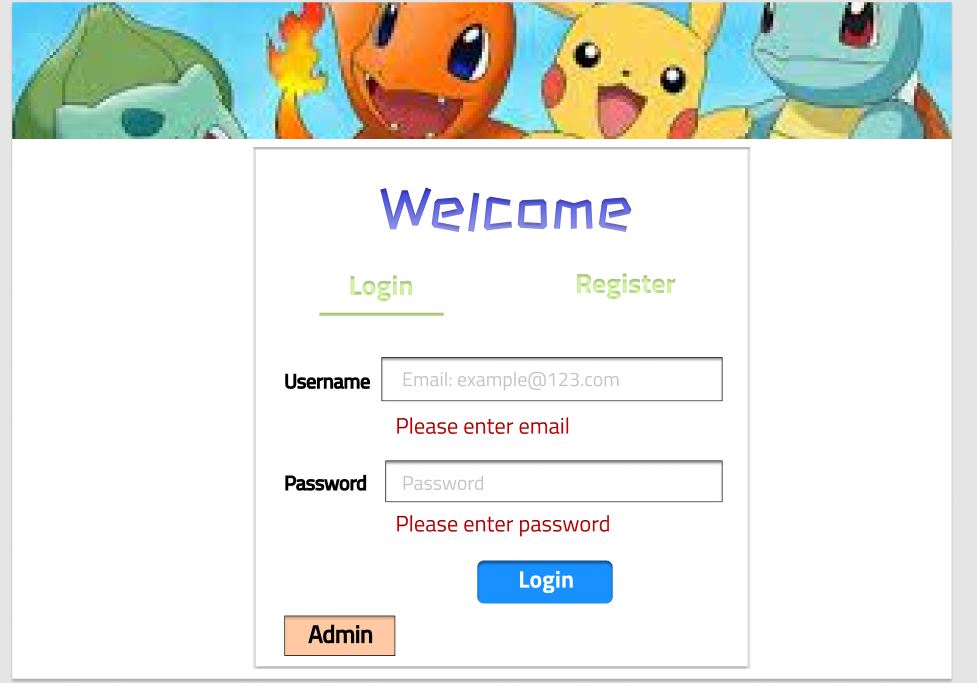 Welcome
Login Register
Username Email: example@123.com
Please enter email
Password Password
Please enter password
Login
Admin